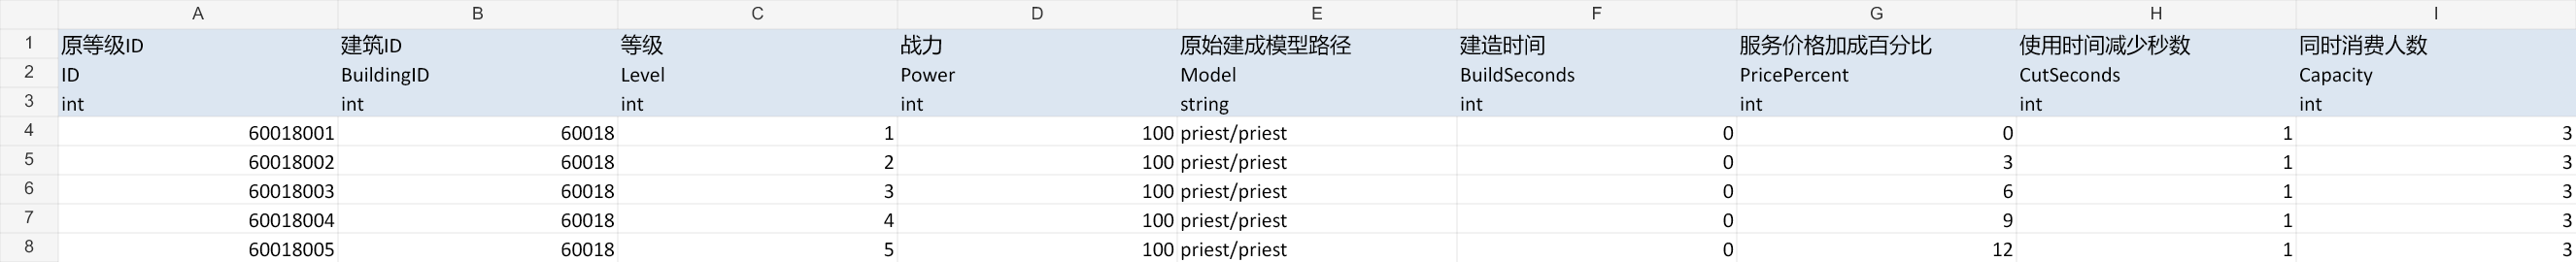 A B C D E F G H I
1 原等级ID 建筑ID 等级 战力 原始建成模型路径 建造时间 服务价格加成百分比 使用时间减少秒数 同时消费人数
2 ID BuildingID Level Power Model BuildSeconds PricePercent CutSeconds Capacity
3 int int int int string int int int int
4 60018001 60018 1 100 priest/priest 0 0 1 3
5 60018002 60018 2 100 priest/priest 0 3 1 3
6 60018003 60018 3 100 priest/priest 0 6 1 3
7 60018004 60018 4 100 priest/priest 0 9 1 3
8 60018005 60018 5 100 priest/priest 0 12 1 3